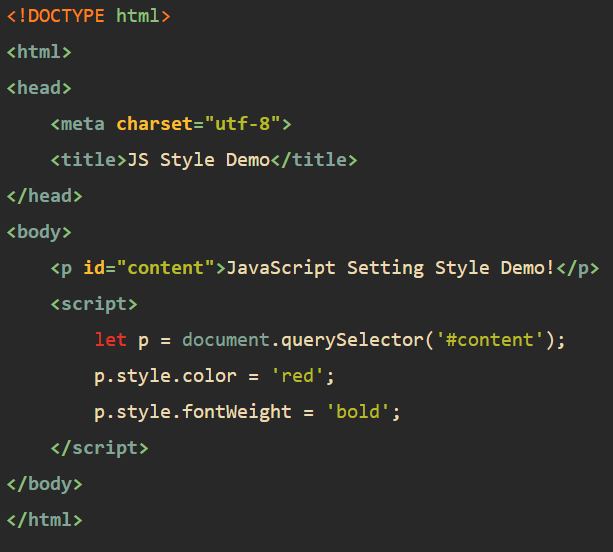 <!DOCTYPE html>
<html>
<head>
    <meta charset="utf-8">
    <title>JS Style Demo</title>
</head>
<body>
    <p id="content">JavaScript Setting Style Demo!</p>
    <script>
        let p = document.querySelector('#content');
        p.style.color = 'red';
        p.style.fontWeight = 'bold';
    </script>
</body>
</html>